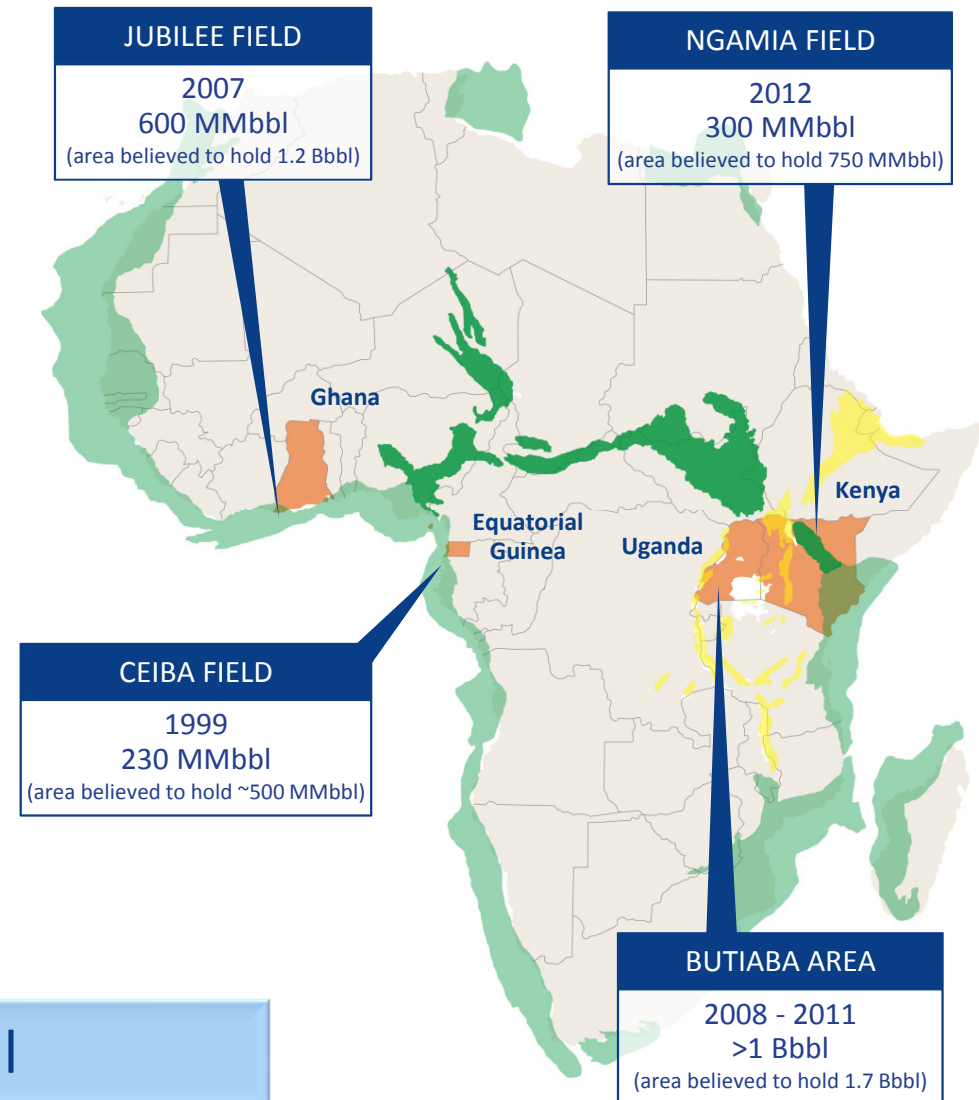 JUBILEE FIELD
2007
600 MMbbl
(area believed to hold 1.2 Bbbl)
NGAMIA FIELD
2012
300 MMbbl
(area believed to hold 750 MMbbl)
Ghana
Kenya
Equatorial
Guinea
Uganda
CEIBA FIELD
1999
230 MMbbl
(area believed to hold ~500 MMbbl)
BUTIABA AREA
2008 - 2011
>1 Bbbl
(area believed to hold 1.7 Bbbl)